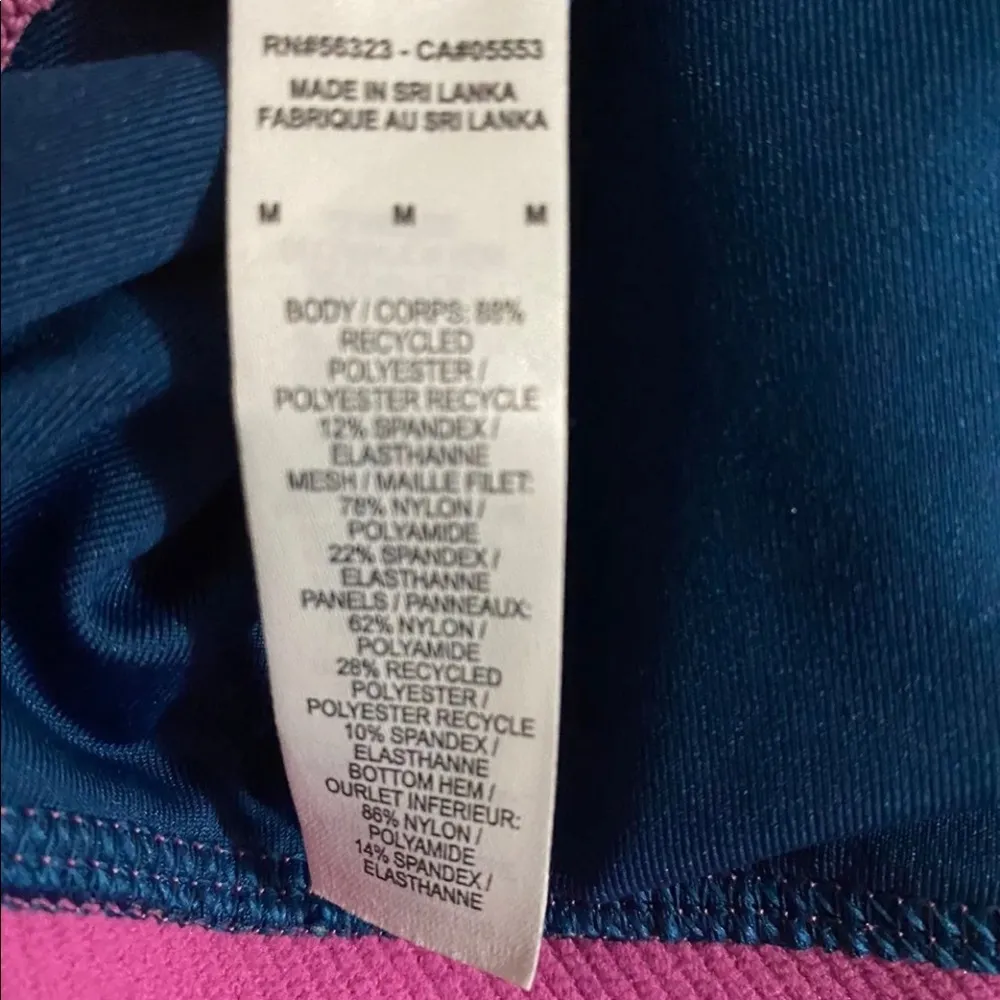 RN#56323 - CA#05553
MADE IN SRI LANKA
FABRIQUE AU SRI LANKA
M M M
BODY / CORPS: 88%
RECYCLED
POLYESTER /
POLYESTER RECYCLE
12% SPANDEX /
ELASTHANNE
MESH / MAILLE FILET:
78% NYLON /
POLYAMIDE
22% SPANDEX /
ELASTHANNE
PANELS / PANNEAUX:
62% NYLON /
POLYAMIDE
28% RECYCLED
POLYESTER /
POLYESTER RECYCLE
10% SPANDEX /
ELASTHANNE
BOTTOM HEM /
OURLET INFERIEUR:
86% NYLON /
POLYAMIDE
14% SPANDEX /
ELASTHANNE